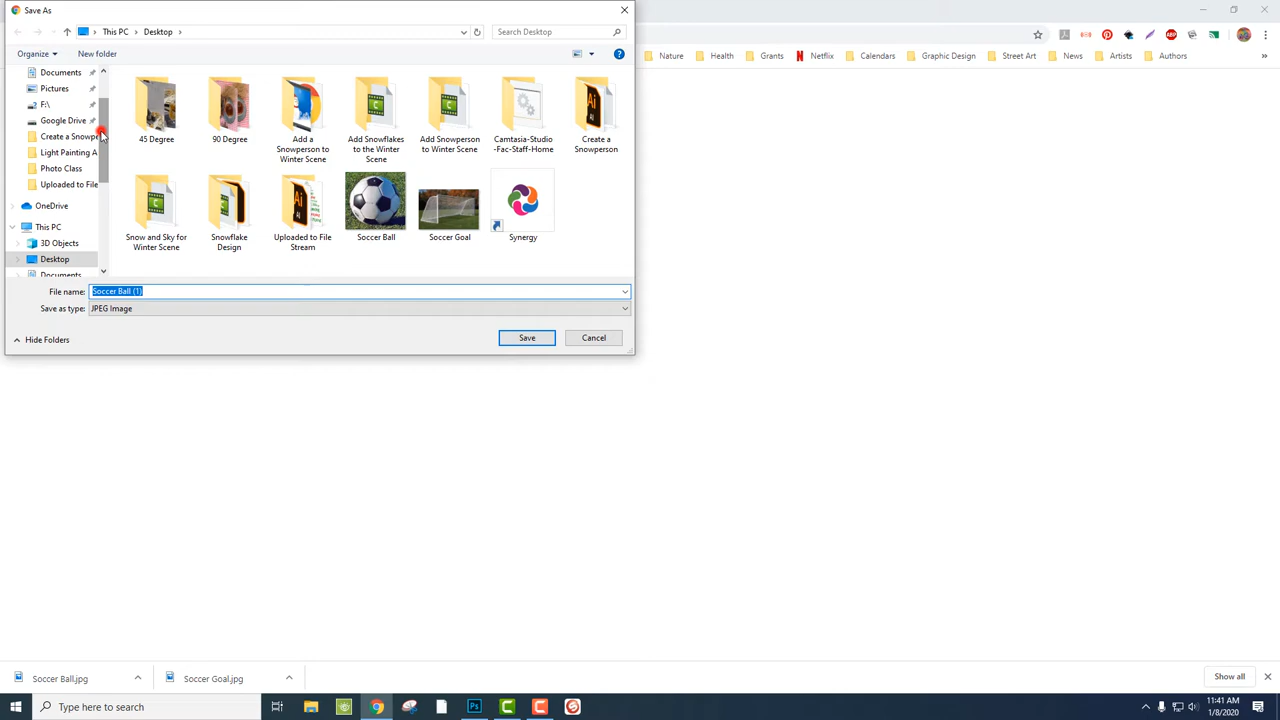 Save As
This PC
Desktop
Search Desktop
Organize
New folder
Nature
Health
Grants
Netflix
Calendars
Graphic Design
Street Art
News
Artists
Authors
Documents
Pictures
F:\
Google Drive
Create a Snowpe
Light Painting A
Photo Class
Uploaded to File
OneDrive
This PC
3D Objects
Desktop
Documents
45 Degree
90 Degree
Add a
Snowperson to
Winter Scene
Add Snowflakes
to the Winter
Scene
Add Snowperson
to Winter Scene
Camtasia-Studio
-Fac-Staff-Home
Create a
Snowperson
Snow and Sky for
Winter Scene
Snowflake
Design
Uploaded to File
Stream
Soccer Ball
Soccer Goal
Synergy
File name: Soccer Ball (1)
Save as type: JPEG Image
Hide Folders
Save
Cancel
Soccer Ball.jpg
Soccer Goal.jpg
Show all
Type here to search
11:41 AM
1/8/2020